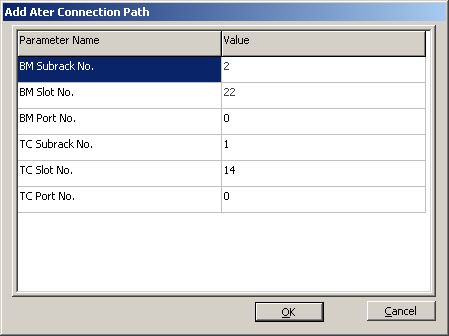 Add Ater Connection Path
Parameter Name Value
BM Subrack No. 2
BM Slot No. 22
BM Port No. 0
TC Subrack No. 1
TC Slot No. 14
TC Port No. 0
OK Cancel